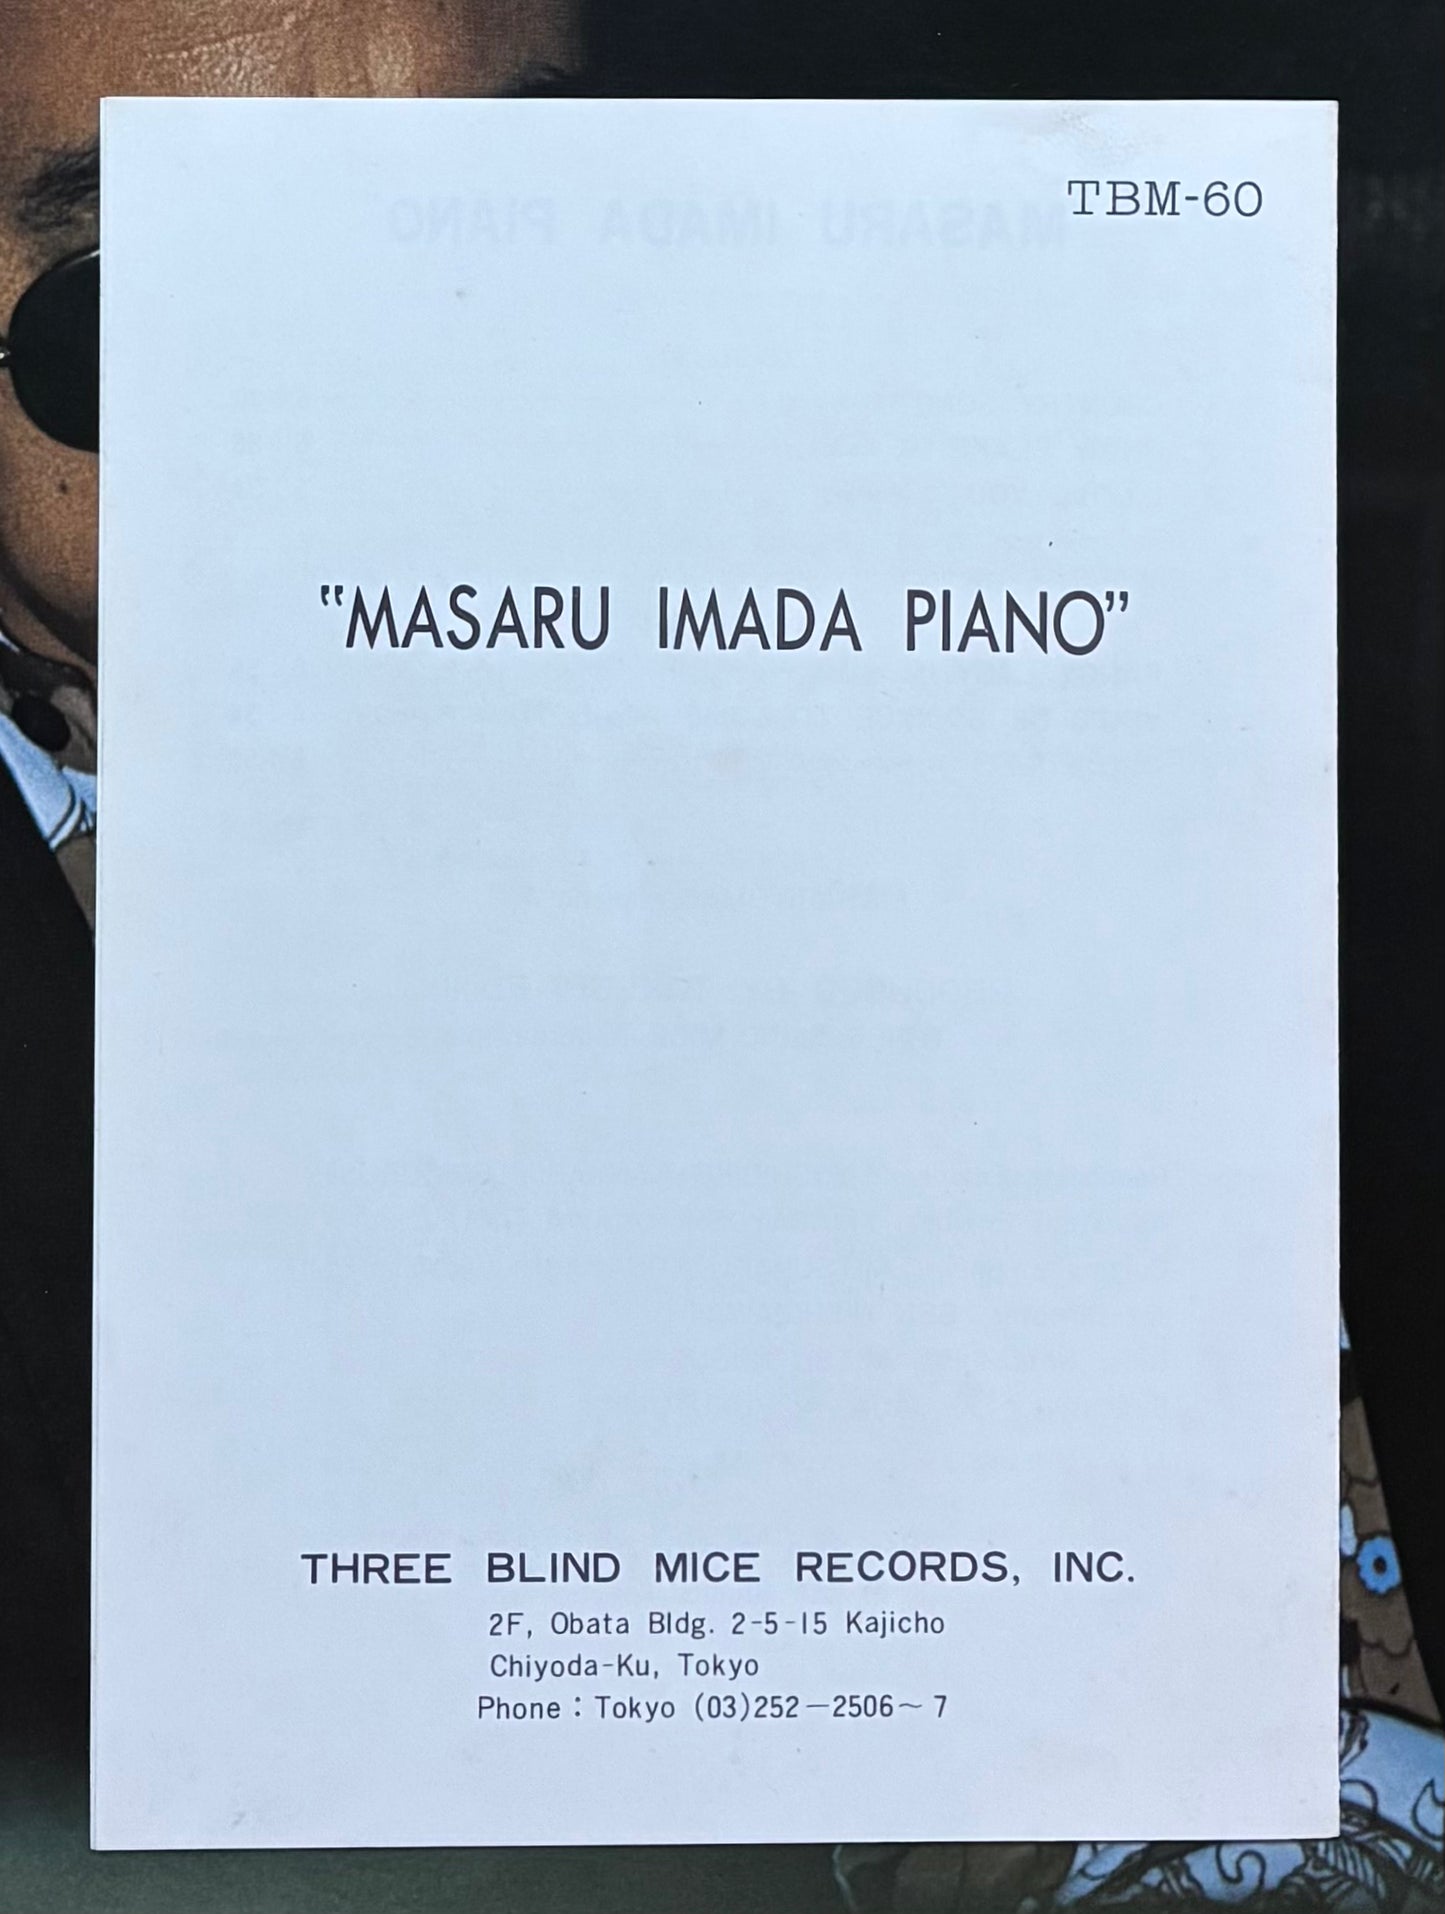 TBM-60
"MASARU IMADA PIANO"
THREE BLIND MICE RECORDS, INC.
2F, Obata Bldg. 2-5-15 Kajicho
Chiyoda-Ku, Tokyo
Phone：Tokyo (03)252—2506～7